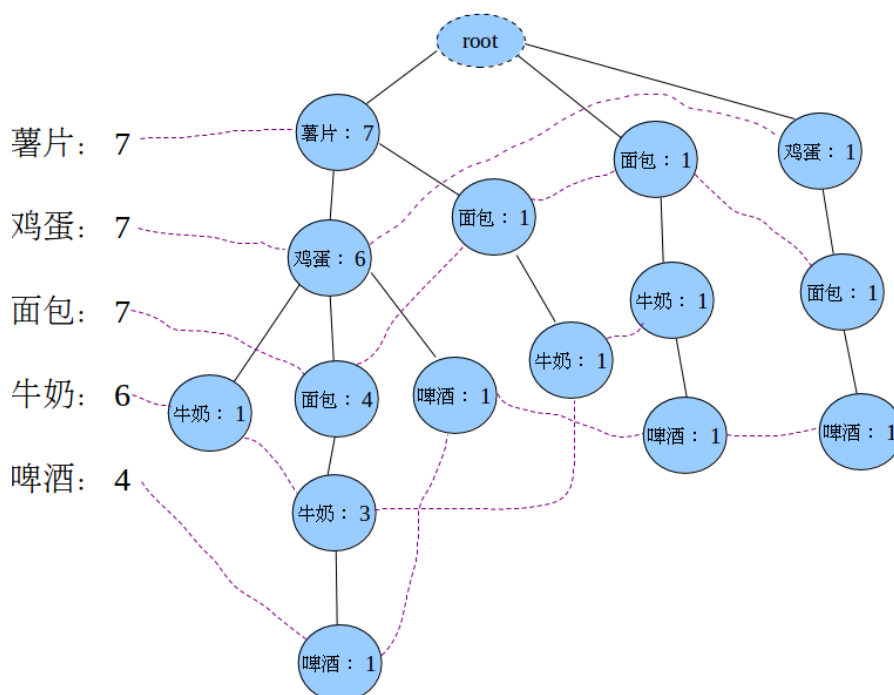 root
薯片：7
鸡蛋：7
面包：7
牛奶：6
啤酒：4
薯片：7
面包：1
鸡蛋：1
面包：1
鸡蛋：6
面包：1
牛奶：1
牛奶：1
牛奶：1
面包：4
啤酒：1
啤酒：1
啤酒：1
牛奶：3
啤酒：1